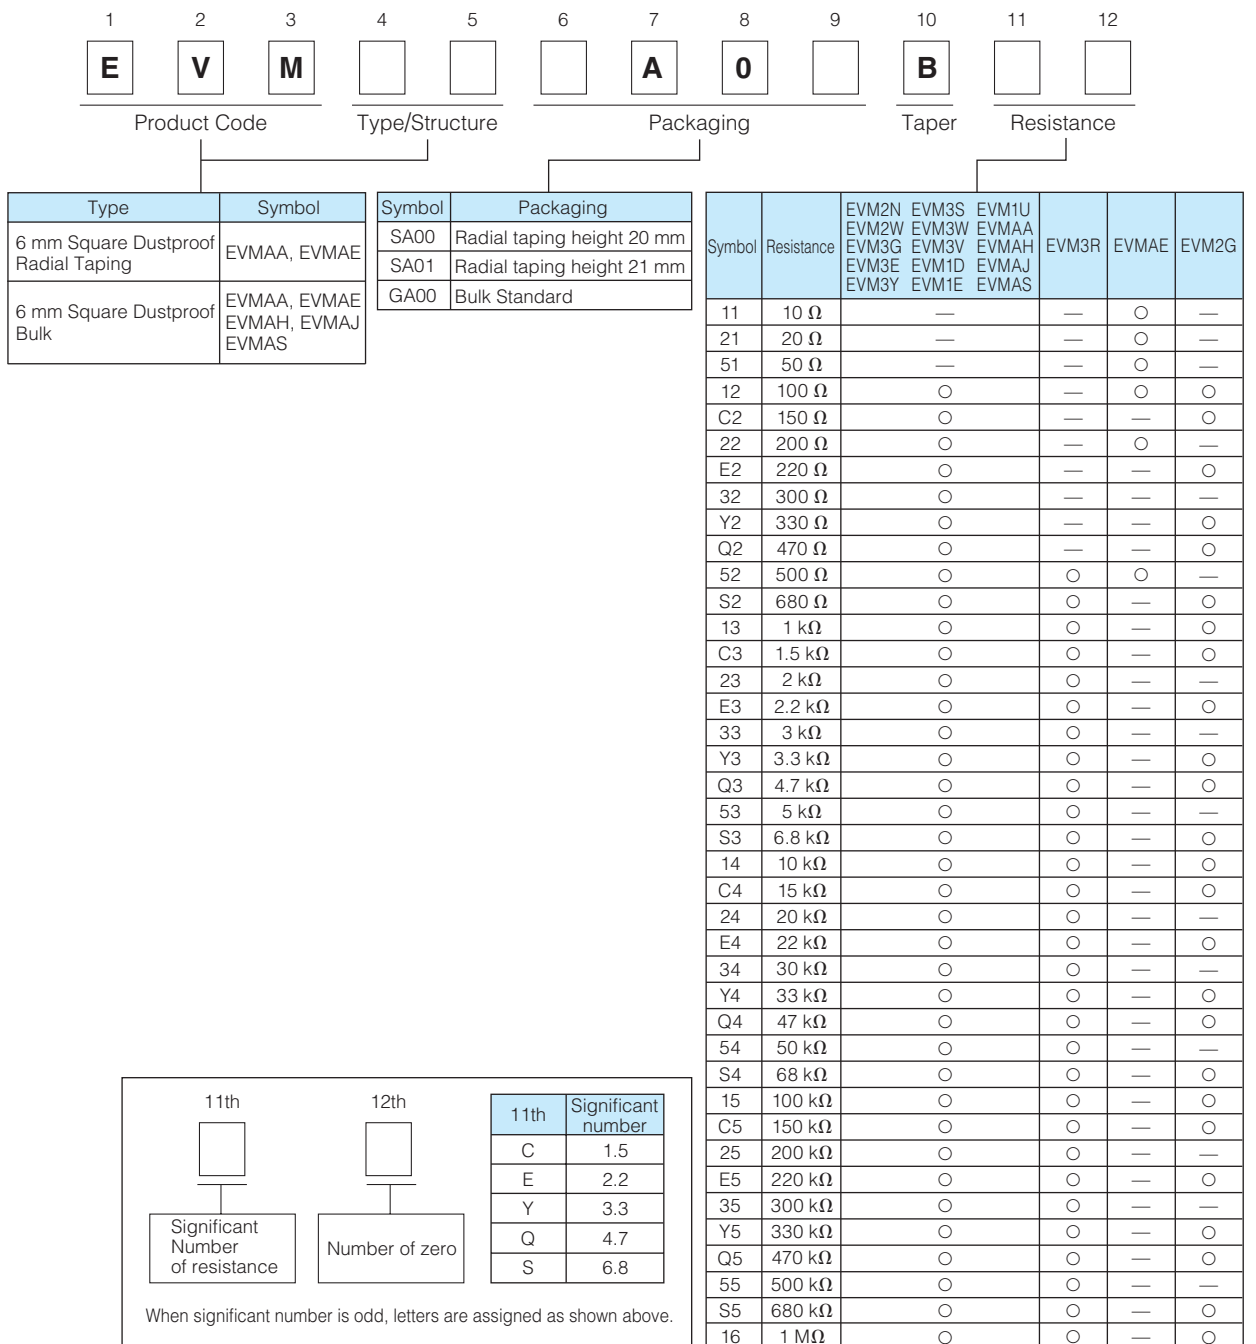 1 2 3 4 5 6 7 8 9 10 11 12
E V M A 0 B
Product Code Type/Structure Packaging Taper Resistance
Type Symbol
6 mm Square Dustproof
Radial Taping
EVMAA, EVMAE
6 mm Square Dustproof
Bulk
EVMAA, EVMAE
EVMAH, EVMAJ
EVMAS
Symbol Packaging
SA00 Radial taping height 20 mm
SA01 Radial taping height 21 mm
GA00 Bulk Standard
Symbol Resistance
EVM2N EVM3S EVM1U
EVM2W EVM3W EVMAA
EVM3G EVM3V EVMAH
EVM3E EVM1D EVMAJ
EVM3Y EVM1E EVMAS
EVM3R EVMAE EVM2G
11 10 Ω — — ○ —
21 20 Ω — — ○ —
51 50 Ω — — ○ —
12 100 Ω ○ — ○ ○
C2 150 Ω ○ — — ○
22 200 Ω ○ — ○ —
E2 220 Ω ○ — — ○
32 300 Ω ○ — — —
Y2 330 Ω ○ — — ○
Q2 470 Ω ○ — — ○
52 500 Ω ○ ○ ○ —
S2 680 Ω ○ ○ — ○
13 1 kΩ ○ ○ — ○
C3 1.5 kΩ ○ ○ — ○
23 2 kΩ ○ ○ — —
E3 2.2 kΩ ○ ○ — ○
33 3 kΩ ○ ○ — —
Y3 3.3 kΩ ○ ○ — ○
Q3 4.7 kΩ ○ ○ — ○
53 5 kΩ ○ ○ — —
S3 6.8 kΩ ○ ○ — ○
14 10 kΩ ○ ○ — ○
C4 15 kΩ ○ ○ — ○
24 20 kΩ ○ ○ — —
E4 22 kΩ ○ ○ — ○
34 30 kΩ ○ ○ — —
Y4 33 kΩ ○ ○ — ○
Q4 47 kΩ ○ ○ — ○
54 50 kΩ ○ ○ — —
S4 68 kΩ ○ ○ — ○
15 100 kΩ ○ ○ — ○
C5 150 kΩ ○ ○ — ○
25 200 kΩ ○ ○ — —
E5 220 kΩ ○ ○ — ○
35 300 kΩ ○ ○ — —
Y5 330 kΩ ○ ○ — ○
Q5 470 kΩ ○ ○ — ○
55 500 kΩ ○ ○ — —
S5 680 kΩ ○ ○ — ○
16 1 MΩ ○ ○ — ○
11th 12th
Significant
Number
of resistance
Number of zero
11th Significant
number
C 1.5
E 2.2
Y 3.3
Q 4.7
S 6.8
When significant number is odd, letters are assigned as shown above.